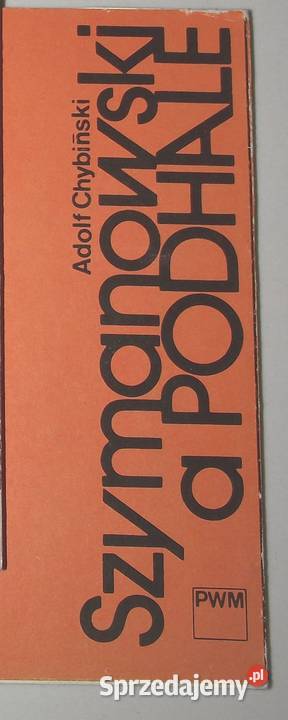 Adolf Chybiński
Szymanowski
a PODHALE
PWM
Sprzedajemy.pl